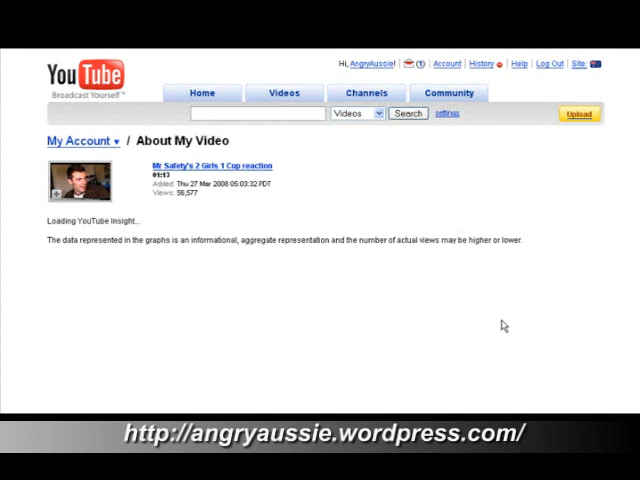 Hi, AngryAussie! (1) Account History Help Log Out Site:
YouTube
Broadcast Yourself™
Home Videos Channels Community
Videos Search settings Upload
My Account / About My Video
Mr Safety's 2 Girls 1 Cup reaction
01:13
Added: Thu 27 Mar 2008 05:03:32 PDT
Views: 56,577
Loading YouTube Insight...
The data represented in the graphs is an informational, aggregate representation and the number of actual views may be higher or lower.
http://angryaussie.wordpress.com/